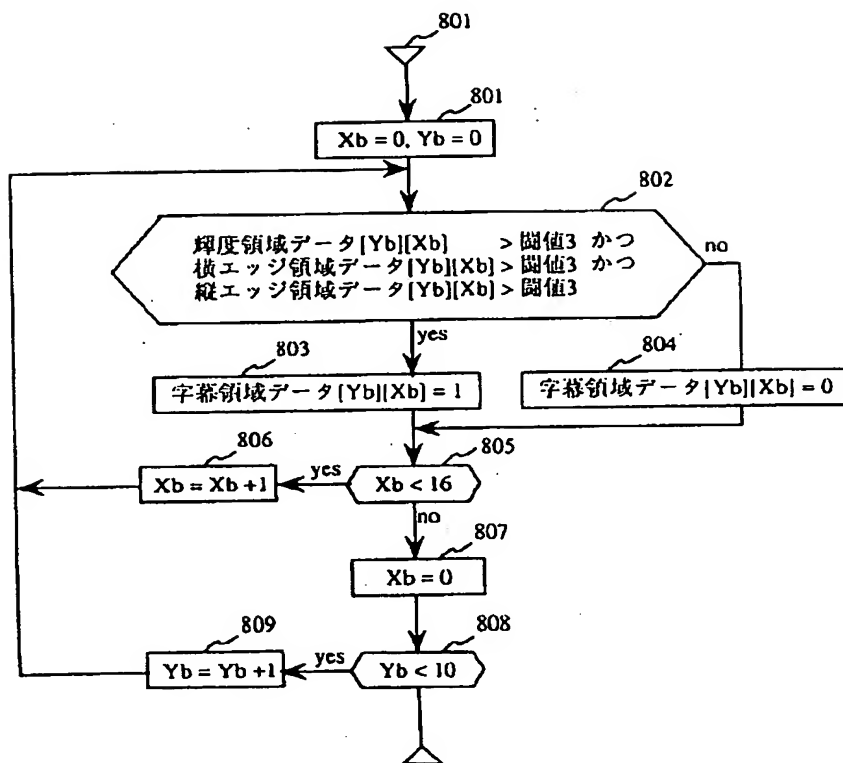 801
801
Xb = 0, Yb = 0
802
輝度領域データ[Yb][Xb] > 閾値3 かつ
横エッジ領域データ[Yb][Xb] > 閾値3 かつ
縦エッジ領域データ[Yb][Xb] > 閾値3
no
yes
803
字幕領域データ[Yb][Xb] = 1
804
字幕領域データ[Yb][Xb] = 0
805
Xb < 16
yes
806
Xb = Xb +1
no
807
Xb = 0
808
Yb < 10
yes
809
Yb = Yb +1